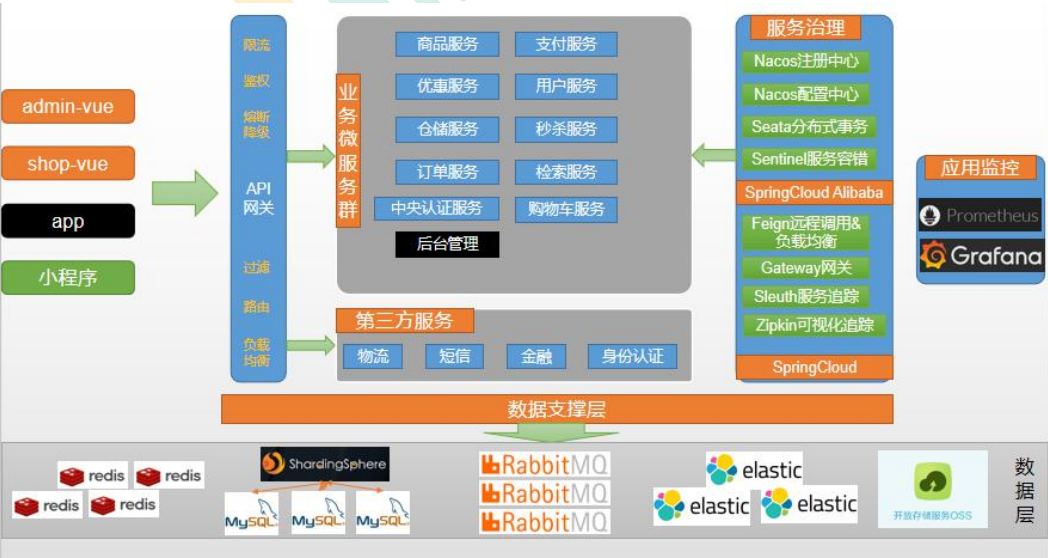 admin-vue
shop-vue
app
小程序
限流
鉴权
熔断
降级
API
网关
过滤
路由
负载
均衡
业务微服务群
商品服务
支付服务
优惠服务
用户服务
仓储服务
秒杀服务
订单服务
检索服务
中央认证服务
购物车服务
后台管理
第三方服务
物流
短信
金融
身份认证
服务治理
Nacos注册中心
Nacos配置中心
Seata分布式事务
Sentinel服务容错
SpringCloud Alibaba
Feign远程调用&
负载均衡
Gateway网关
Sleuth服务追踪
Zipkin可视化追踪
SpringCloud
应用监控
Prometheus
Grafana
数据支撑层
redis
redis
redis
redis
ShardingSphere
MySQL
MySQL
MySQL
RabbitMQ
RabbitMQ
RabbitMQ
elastic
elastic
elastic
开放存储服务OSS
数据层